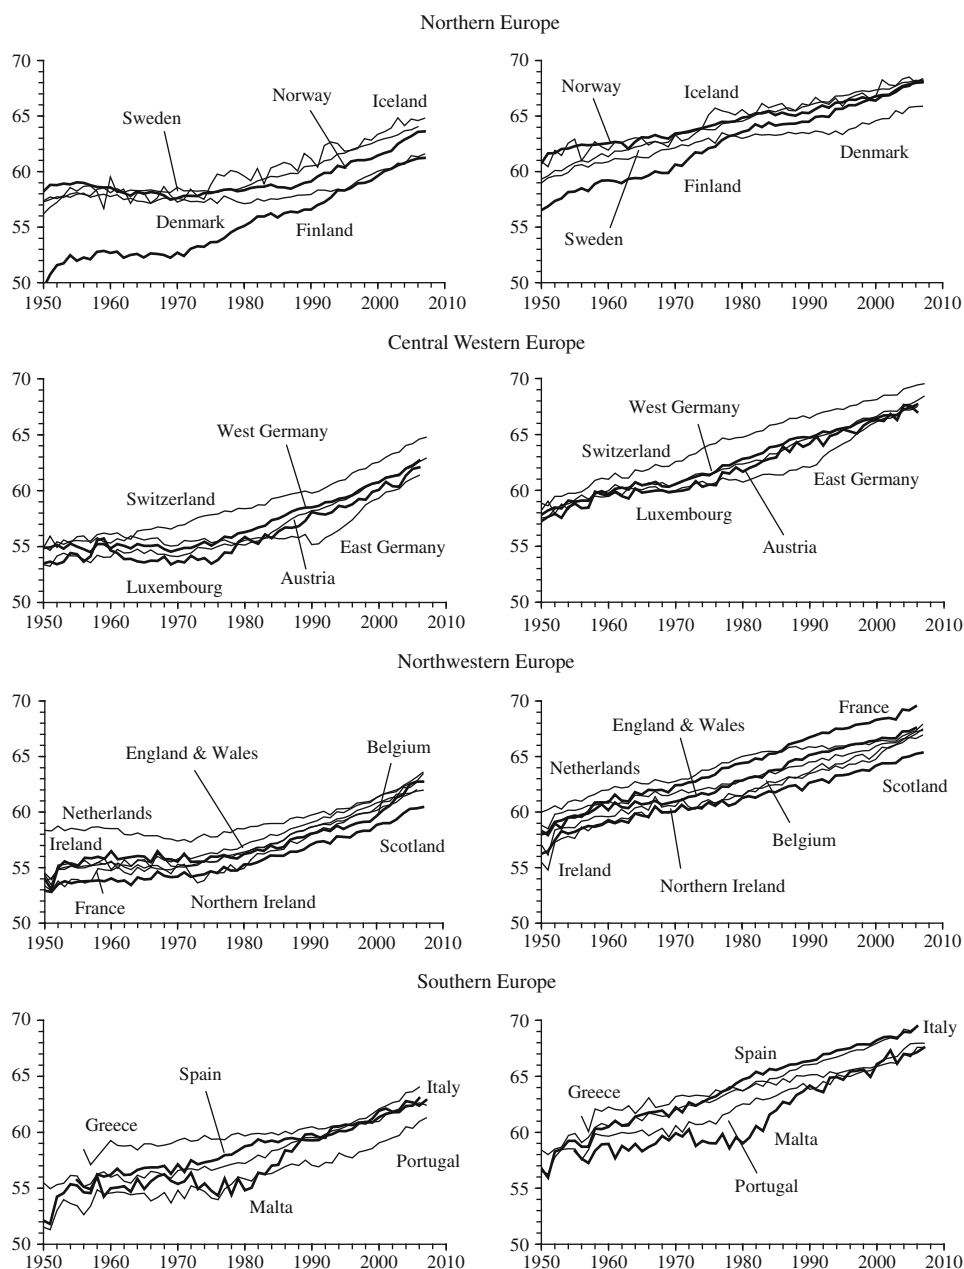 Northern Europe
70
65
60
55
50
1950 1960 1970 1980 1990 2000 2010
Sweden
Norway
Iceland
Denmark
Finland
70
65
60
55
50
1950 1960 1970 1980 1990 2000 2010
Norway
Iceland
Denmark
Finland
Sweden
Central Western Europe
70
65
60
55
50
1950 1960 1970 1980 1990 2000 2010
West Germany
Switzerland
East Germany
Austria
Luxembourg
70
65
60
55
50
1950 1960 1970 1980 1990 2000 2010
West Germany
Switzerland
East Germany
Luxembourg
Austria
Northwestern Europe
70
65
60
55
50
1950 1960 1970 1980 1990 2000 2010
England & Wales
Belgium
Netherlands
Ireland
Scotland
France
Northern Ireland
70
65
60
55
50
1950 1960 1970 1980 1990 2000 2010
France
England & Wales
Netherlands
Scotland
Belgium
Ireland
Northern Ireland
Southern Europe
70
65
60
55
50
1950 1960 1970 1980 1990 2000 2010
Spain
Italy
Greece
Portugal
Malta
70
65
60
55
50
1950 1960 1970 1980 1990 2000 2010
Italy
Spain
Greece
Malta
Portugal